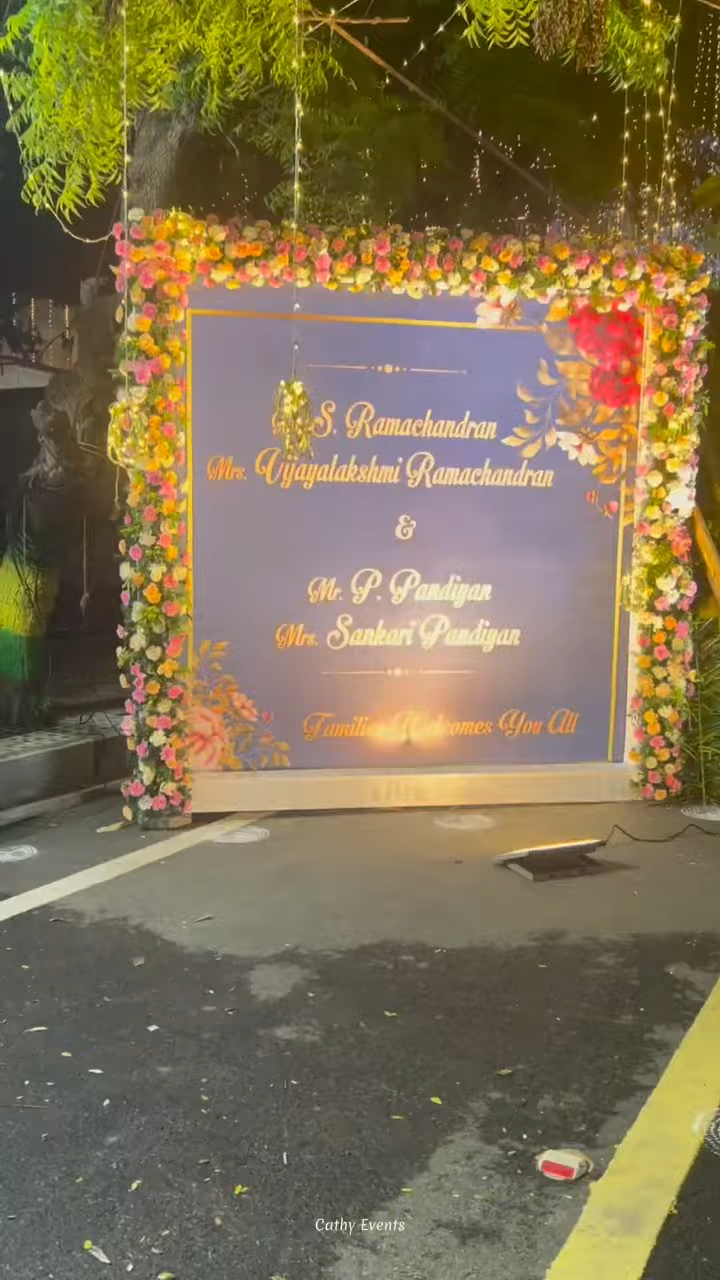 S. Ramachandran
Mrs. Vijayalakshmi Ramachandran
&
Mr. P. Pandiyan
Mrs. Sankari Pandiyan
Welcomes You All
Cathy Events